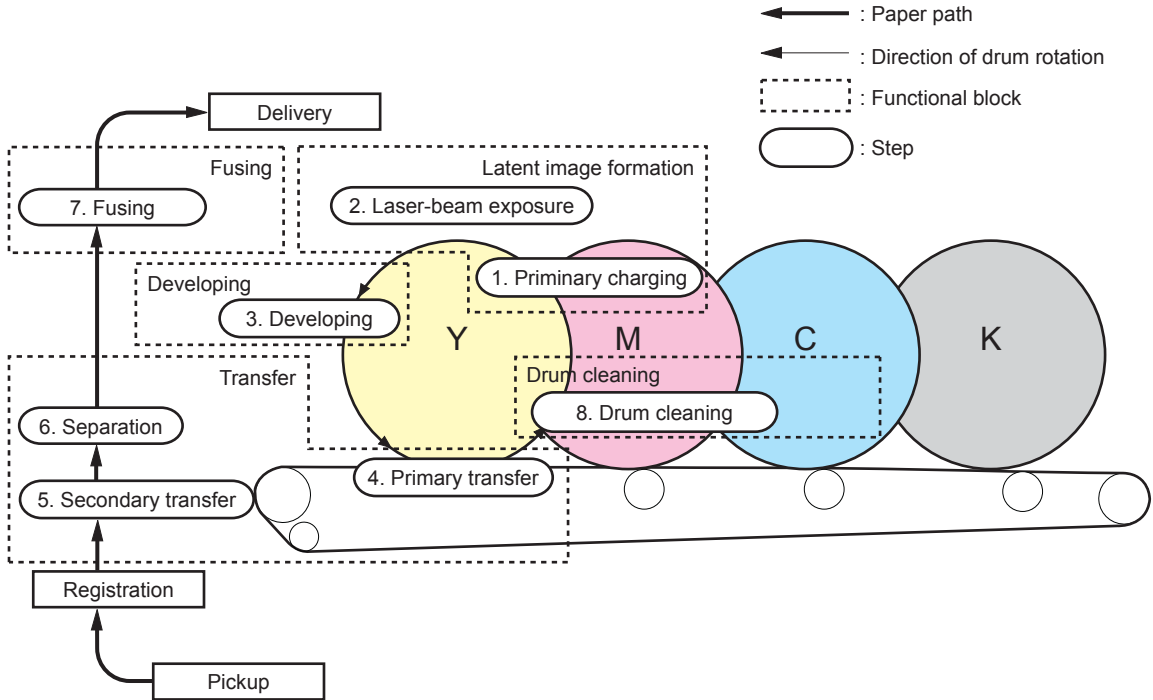 : Paper path
: Direction of drum rotation
: Functional block
: Step
Delivery
Fusing
7. Fusing
Latent image formation
2. Laser-beam exposure
1. Priminary charging
Developing
3. Developing
Y
M
C
K
Transfer
Drum cleaning
8. Drum cleaning
6. Separation
4. Primary transfer
5. Secondary transfer
Registration
Pickup